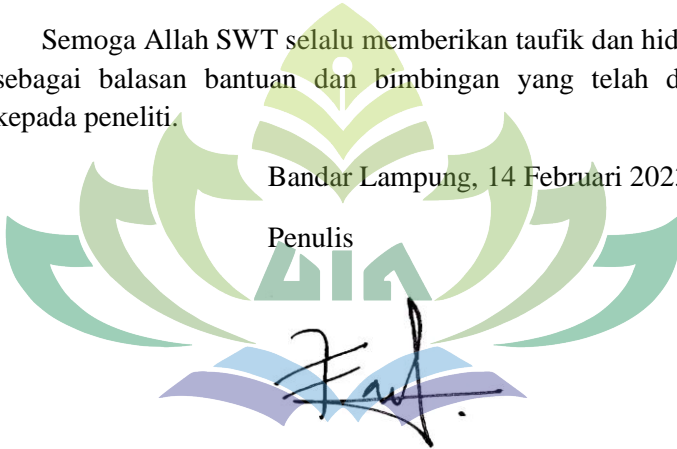 Semoga Allah SWT selalu memberikan taufik dan hid
sebagai balasan bantuan dan bimbingan yang telah d
kepada peneliti.
Bandar Lampung, 14 Februari 202
Penulis
UIN